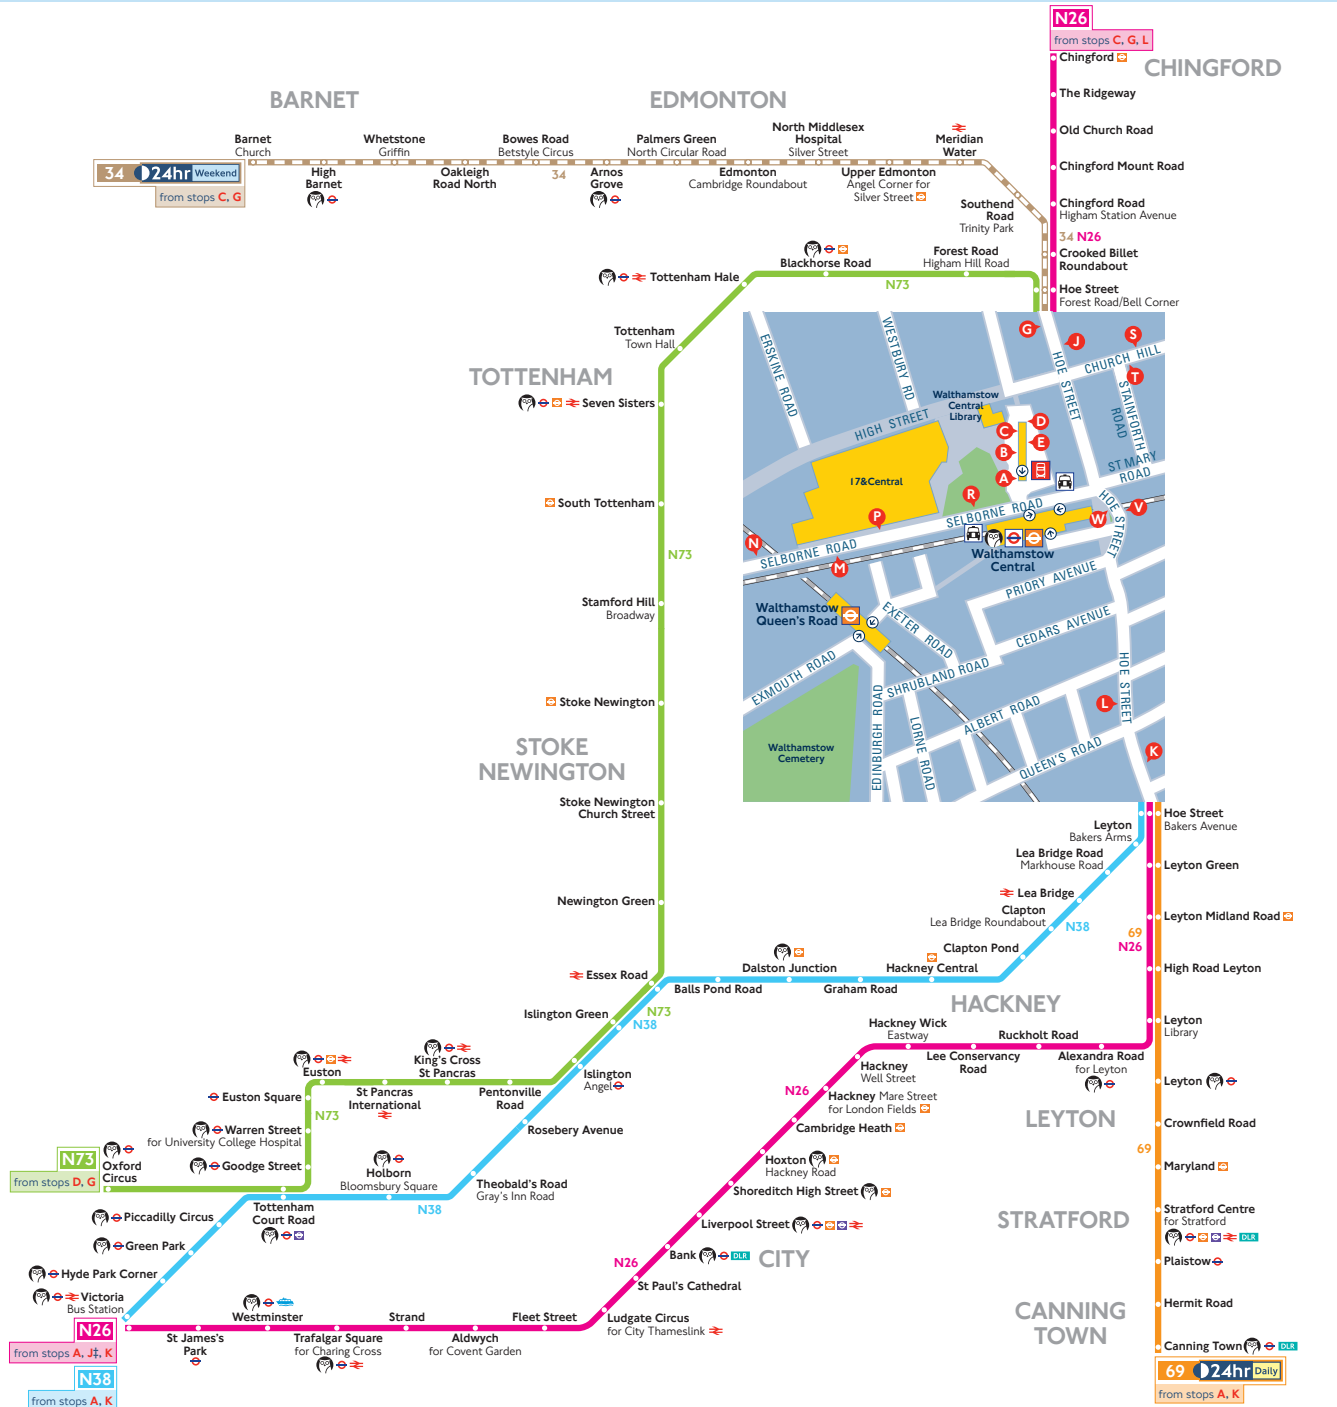 N26
from stops C, G, L
Chingford
CHINGFORD
The Ridgeway
Old Church Road
Chingford Mount Road
Chingford Road
Higham Station Avenue
34 N26
Crooked Billet
Roundabout
Hoe Street
Forest Road/Bell Corner
BARNET
EDMONTON
34 24hr Weekend
from stops C, G
Barnet
Church
High
Barnet
Whetstone
Griffin
Oakleigh
Road North
Bowes Road
Betstyle Circus
34
Arnos
Grove
Palmers Green
North Circular Road
Edmonton
Cambridge Roundabout
North Middlesex
Hospital
Silver Street
Upper Edmonton
Angel Corner for
Silver Street
Meridian
Water
Southend
Road
Trinity Park
Forest Road
Higham Hill Road
Blackhorse Road
N73
Tottenham Hale
Tottenham
Town Hall
TOTTENHAM
Seven Sisters
South Tottenham
N73
Stamford Hill
Broadway
Stoke Newington
STOKE
NEWINGTON
Stoke Newington
Church Street
Newington Green
Essex Road
Islington Green
N73
N38
ERSKINE ROAD
WESTBURY RD
HIGH STREET
Walthamstow
Central
Library
HOE STREET
CHURCH HILL
STAINFORTH
ROAD
ST MARY
ROAD
G
J
S
T
D
C
E
B
A
R
P
N
M
W
V
L
K
17&Central
SELBORNE ROAD
SELBORNE ROAD
HOE STREET
Walthamstow
Central
Walthamstow
Queen's Road
EXETER ROAD
PRIORY AVENUE
CEDARS AVENUE
SHRUBLAND ROAD
EXMOUTH ROAD
EDINBURGH ROAD
LORNE ROAD
ALBERT ROAD
QUEEN'S ROAD
HOE STREET
Walthamstow
Cemetery
Hoe Street
Bakers Avenue
Leyton
Bakers Arms
Lea Bridge Road
Markhouse Road
Lea Bridge
Clapton
Lea Bridge Roundabout
N38
Clapton Pond
Hackney Central
Graham Road
Dalston Junction
Balls Pond Road
HACKNEY
Leyton Green
Leyton Midland Road
69
N26
High Road Leyton
Leyton
Library
Leyton
Crownfield Road
69
Maryland
Stratford Centre
for Stratford
DLR
Plaistow
Hermit Road
Canning Town
DLR
69 24hr Daily
from stops A, K
LEYTON
STRATFORD
CANNING
TOWN
Alexandra Road
for Leyton
Ruckholt Road
Lee Conservancy
Road
Hackney Wick
Eastway
Hackney
Well Street
N26
Hackney Mare Street
for London Fields
Cambridge Heath
Hoxton
Hackney Road
Shoreditch High Street
Liverpool Street
Bank
DLR
CITY
N26
St Paul's Cathedral
Ludgate Circus
for City Thameslink
Fleet Street
Aldwych
for Covent Garden
Strand
Trafalgar Square
for Charing Cross
Westminster
St James's
Park
N26
from stops A, J‡, K
N38
from stops A, K
Islington
Angel
Rosebery Avenue
Theobald's Road
Gray's Inn Road
N38
Holborn
Bloomsbury Square
Tottenham
Court Road
Piccadilly Circus
Green Park
Hyde Park Corner
Victoria
Bus Station
Pentonville
Road
King's Cross
St Pancras
St Pancras
International
Euston
Euston Square
N73
Warren Street
for University College Hospital
Goodge Street
Oxford
Circus
N73
from stops D, G